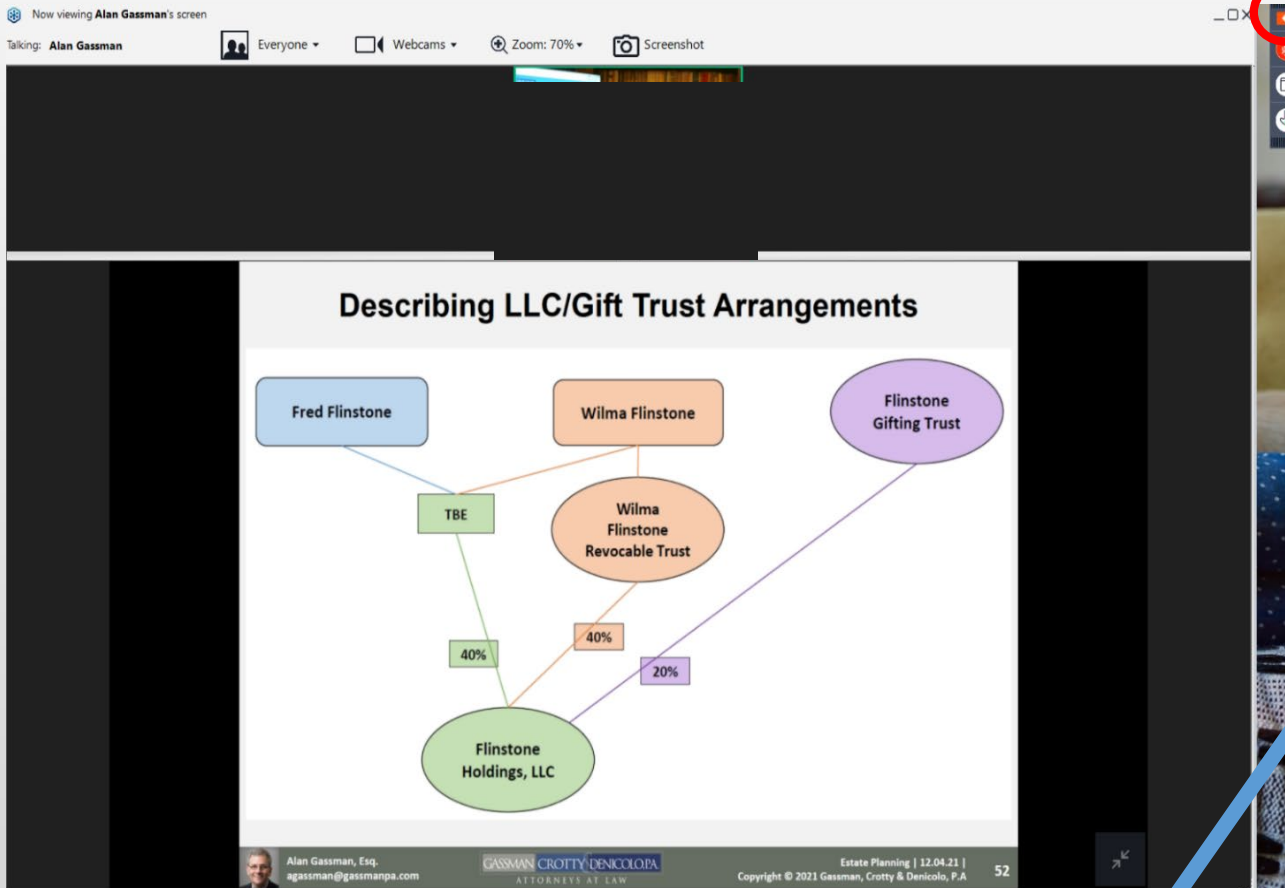 Now viewing Alan Gassman's screen
Talking: Alan Gassman
Everyone
Webcams
Zoom: 70%
Screenshot
Describing LLC/Gift Trust Arrangements
Fred Flinstone
Wilma Flinstone
Flinstone
Gifting Trust
TBE
Wilma
Flinstone
Revocable Trust
40%
40%
20%
Flinstone
Holdings, LLC
Alan Gassman, Esq.
agassman@gassmanpa.com
GASSMAN CROTTY DENICOLO, P.A.
ATTORNEYS AT LAW
Estate Planning | 12.04.21 |
Copyright © 2021 Gassman, Crotty & Denicolo, P.A
52